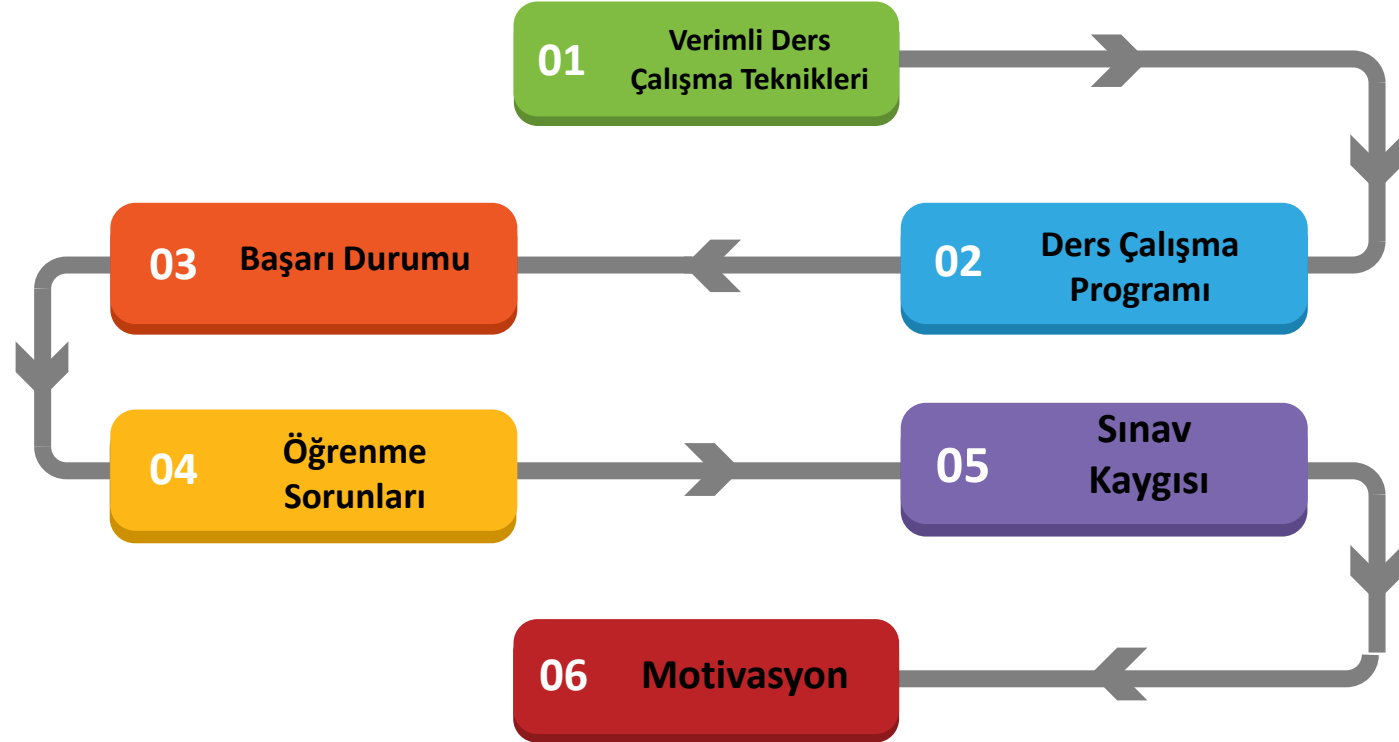 01
Verimli Ders
Çalışma Teknikleri
02
Ders Çalışma
Programı
03
Başarı Durumu
04
Öğrenme
Sorunları
05
Sınav
Kaygısı
06
Motivasyon